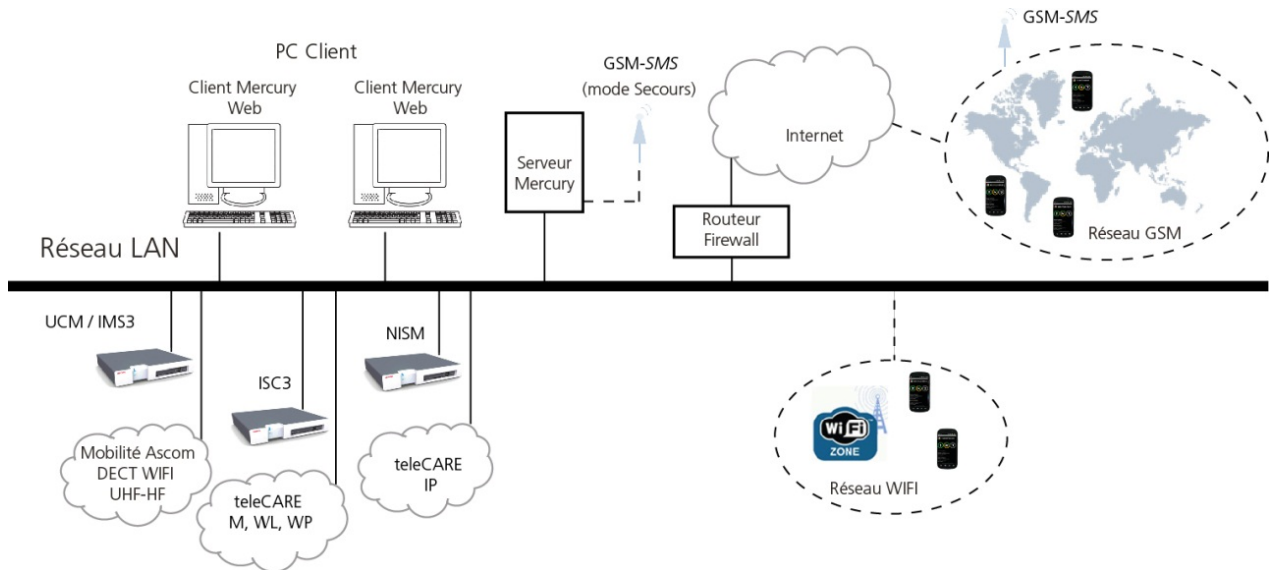 PC Client
Client Mercury
Web
Client Mercury
Web
GSM-SMS
(mode Secours)
Serveur
Mercury
Internet
Routeur
Firewall
GSM-SMS
Réseau GSM
Réseau LAN
UCM / IMS3
ISC3
NISM
Mobilité Ascom
DECT WIFI
UHF-HF
teleCARE
M, WL, WP
teleCARE
IP
WiFi
ZONE
Réseau WIFI